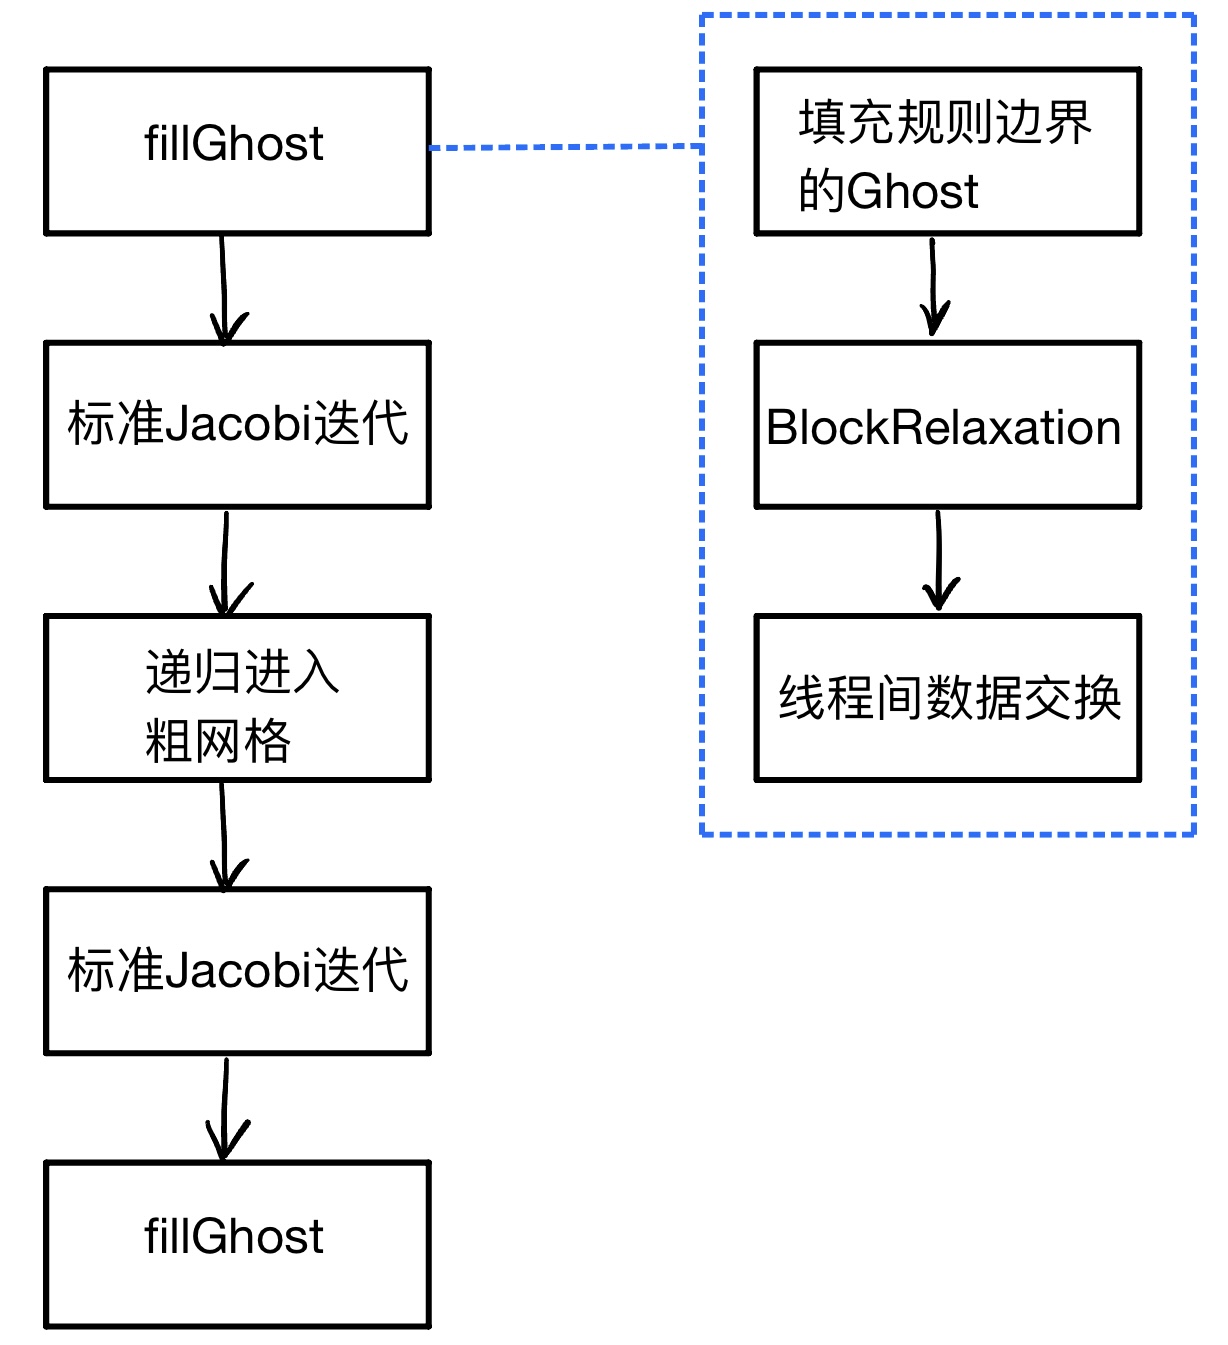 fillGhost
标准Jacobi迭代
递归进入
粗网格
标准Jacobi迭代
fillGhost
填充规则边界
的Ghost
BlockRelaxation
线程间数据交换